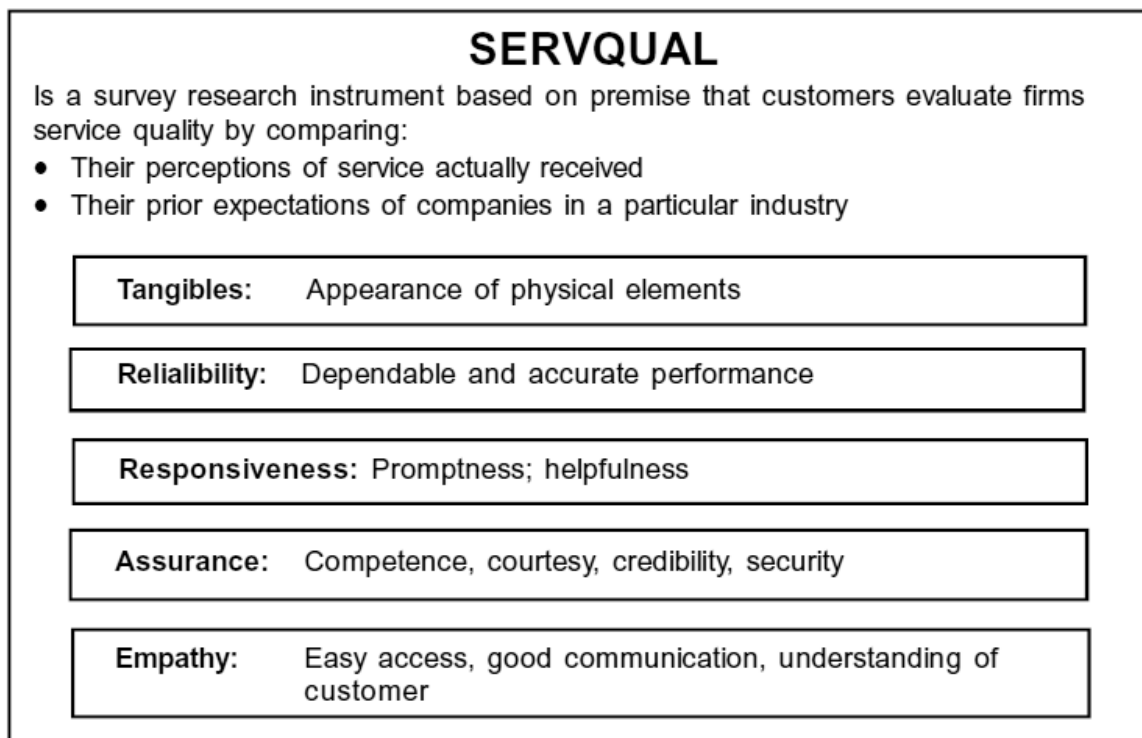 SERVQUAL
Is a survey research instrument based on premise that customers evaluate firms
service quality by comparing:
• Their perceptions of service actually received
• Their prior expectations of companies in a particular industry
Tangibles: Appearance of physical elements
Relialibility: Dependable and accurate performance
Responsiveness: Promptness; helpfulness
Assurance: Competence, courtesy, credibility, security
Empathy: Easy access, good communication, understanding of
customer